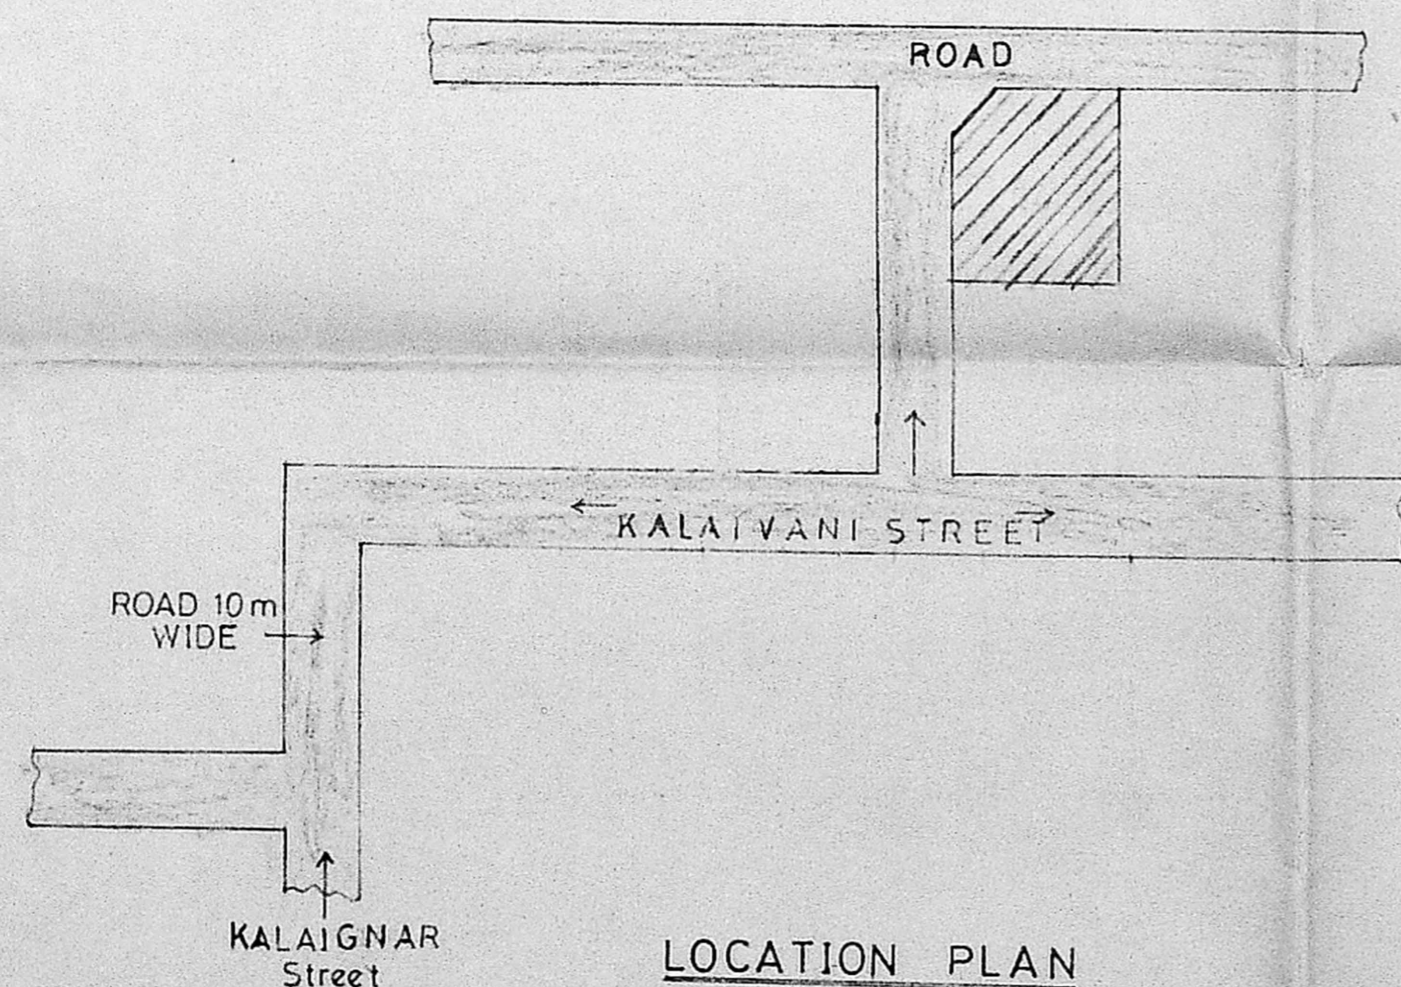 ROAD
KALAIVANI STREET
ROAD 10m
WIDE
KALAIGNAR
Street
LOCATION PLAN